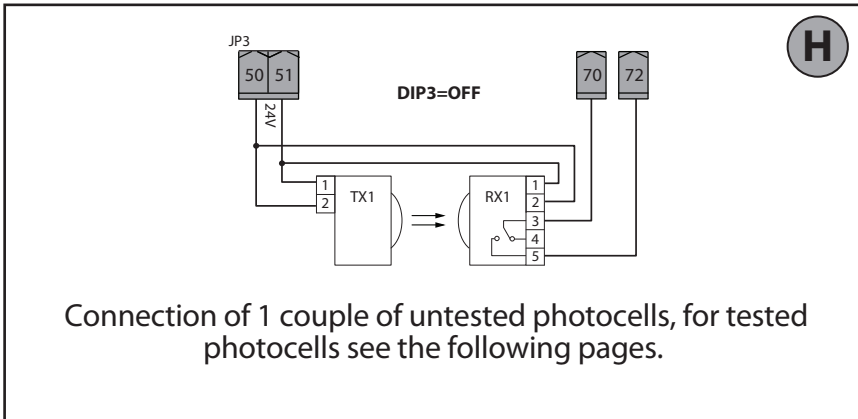 H
JP3
50 51
70 72
24V
DIP3=OFF
1
2
TX1
RX1
1
2
3
4
5
Connection of 1 couple of untested photocells, for tested
photocells see the following pages.